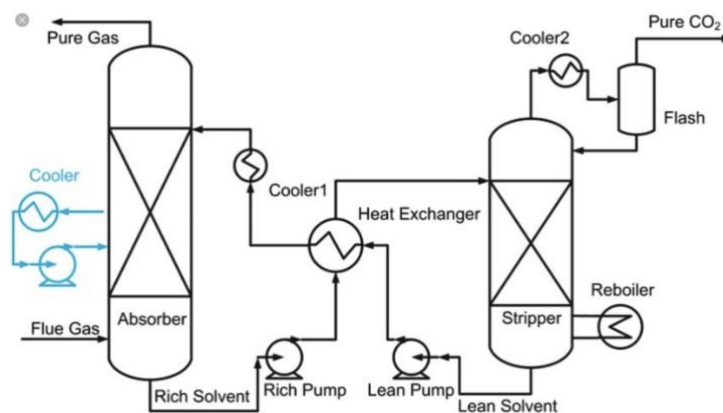 Pure Gas
Pure CO₂
Cooler2
Flash
Cooler
Cooler1
Heat Exchanger
Reboiler
Flue Gas
Absorber
Stripper
Rich Solvent
Rich Pump
Lean Pump
Lean Solvent